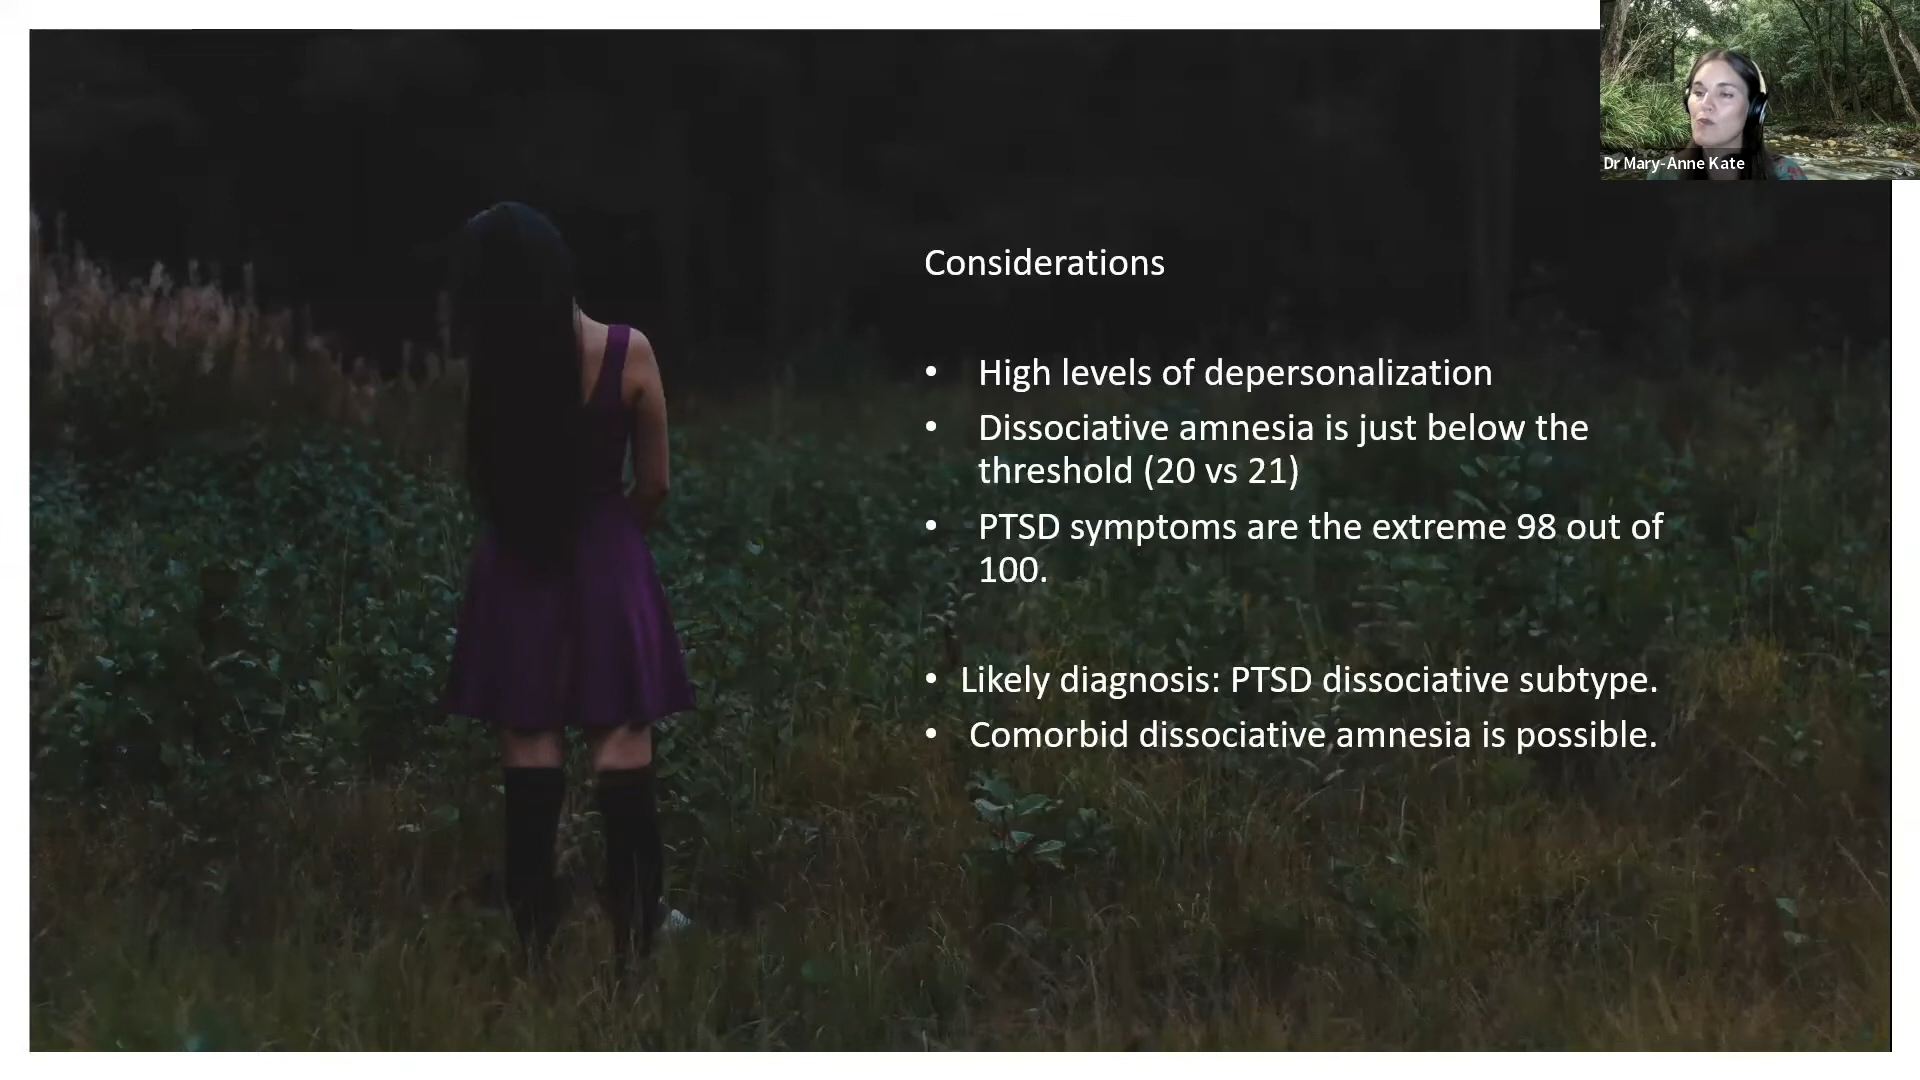 Dr Mary-Anne Kate
Considerations
• High levels of depersonalization
• Dissociative amnesia is just below the
threshold (20 vs 21)
• PTSD symptoms are the extreme 98 out of
100.
• Likely diagnosis: PTSD dissociative subtype.
• Comorbid dissociative amnesia is possible.